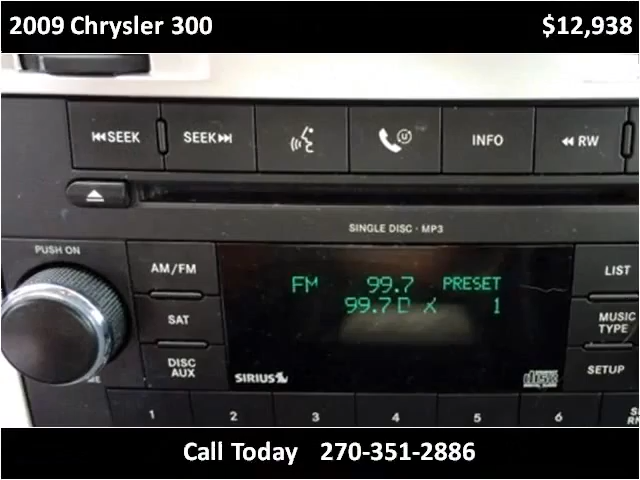 2009 Chrysler 300 $12,938
SEEK SEEK INFO RW
SINGLE DISC · MP3
PUSH ON
AM/FM
SAT
DISC
AUX
FM 99.7 PRESET
99.7 D X 1
SIRIUS
disc
LIST
MUSIC
TYPE
SETUP
1 2 3 4 5 6
Call Today 270-351-2886